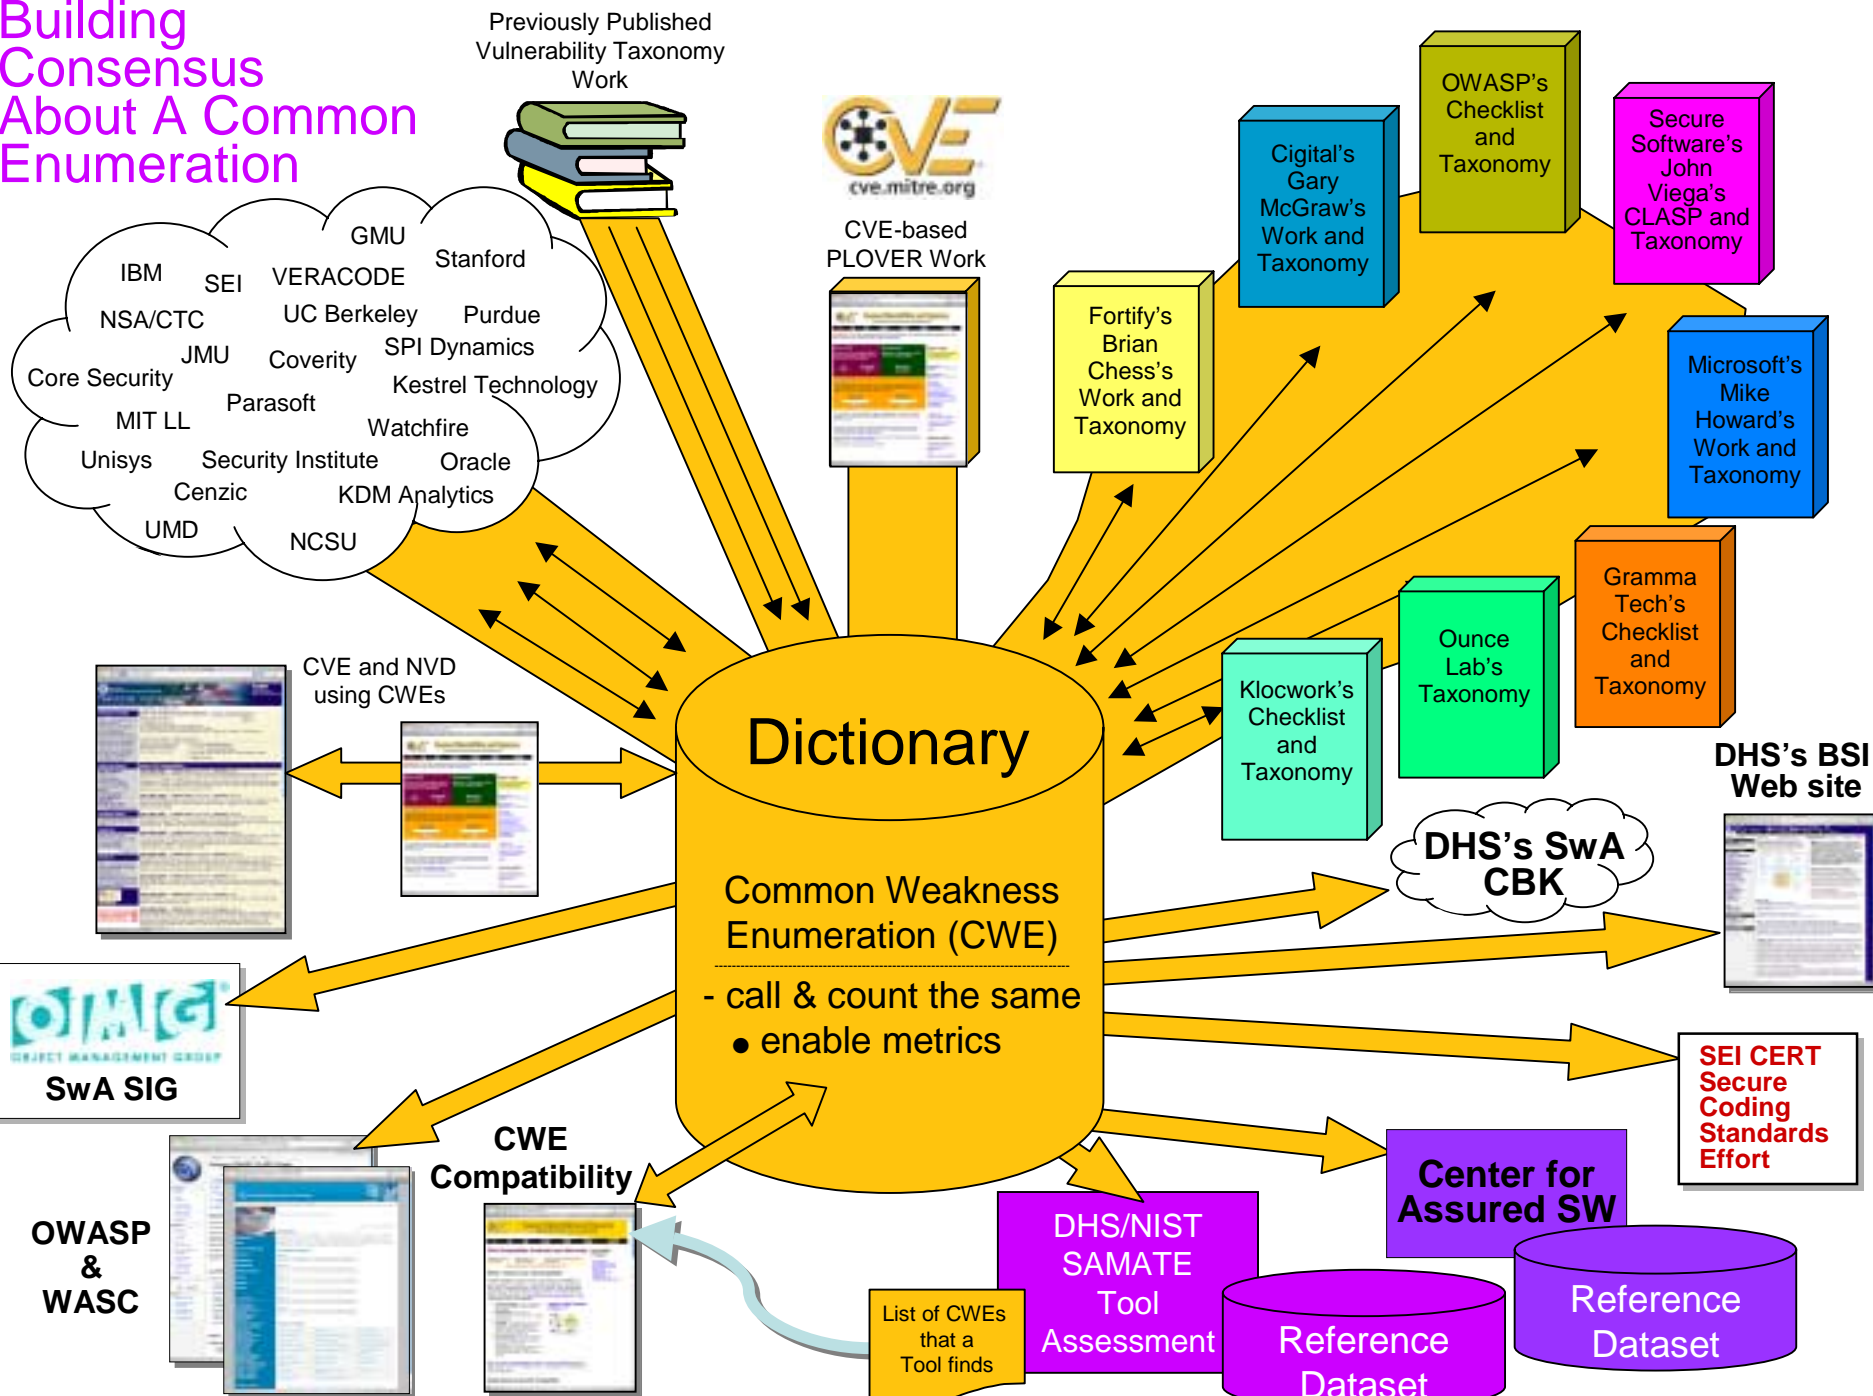 Building
Consensus
About A Common
Enumeration
Previously Published
Vulnerability Taxonomy
Work
CVE
cve.mitre.org
CVE-based
PLOVER Work
GMU
IBM
SEI
VERACODE
Stanford
NSA/CTC
UC Berkeley
Purdue
JMU
Coverity
SPI Dynamics
Core Security
Kestrel Technology
MIT LL
Parasoft
Watchfire
Unisys
Security Institute
Oracle
Cenzic
KDM Analytics
UMD
NCSU
Fortify's
Brian
Chess's
Work and
Taxonomy
Cigital's
Gary
McGraw's
Work and
Taxonomy
OWASP's
Checklist
and
Taxonomy
Secure
Software's
John
Viega's
CLASP and
Taxonomy
Microsoft's
Mike
Howard's
Work and
Taxonomy
Gramma
Tech's
Checklist
and
Taxonomy
Ounce
Lab's
Taxonomy
Klocwork's
Checklist
and
Taxonomy
CVE and NVD
using CWEs
Dictionary
Common Weakness
Enumeration (CWE)
- call & count the same
● enable metrics
DHS's BSI
Web site
DHS's SwA
CBK
SEI CERT
Secure
Coding
Standards
Effort
Center for
Assured SW
Reference
Dataset
DHS/NIST
SAMATE
Tool
Assessment
Reference
Dataset
List of CWEs
that a
Tool finds
CWE
Compatibility
OMG
OBJECT MANAGEMENT GROUP
SwA SIG
OWASP
&
WASC